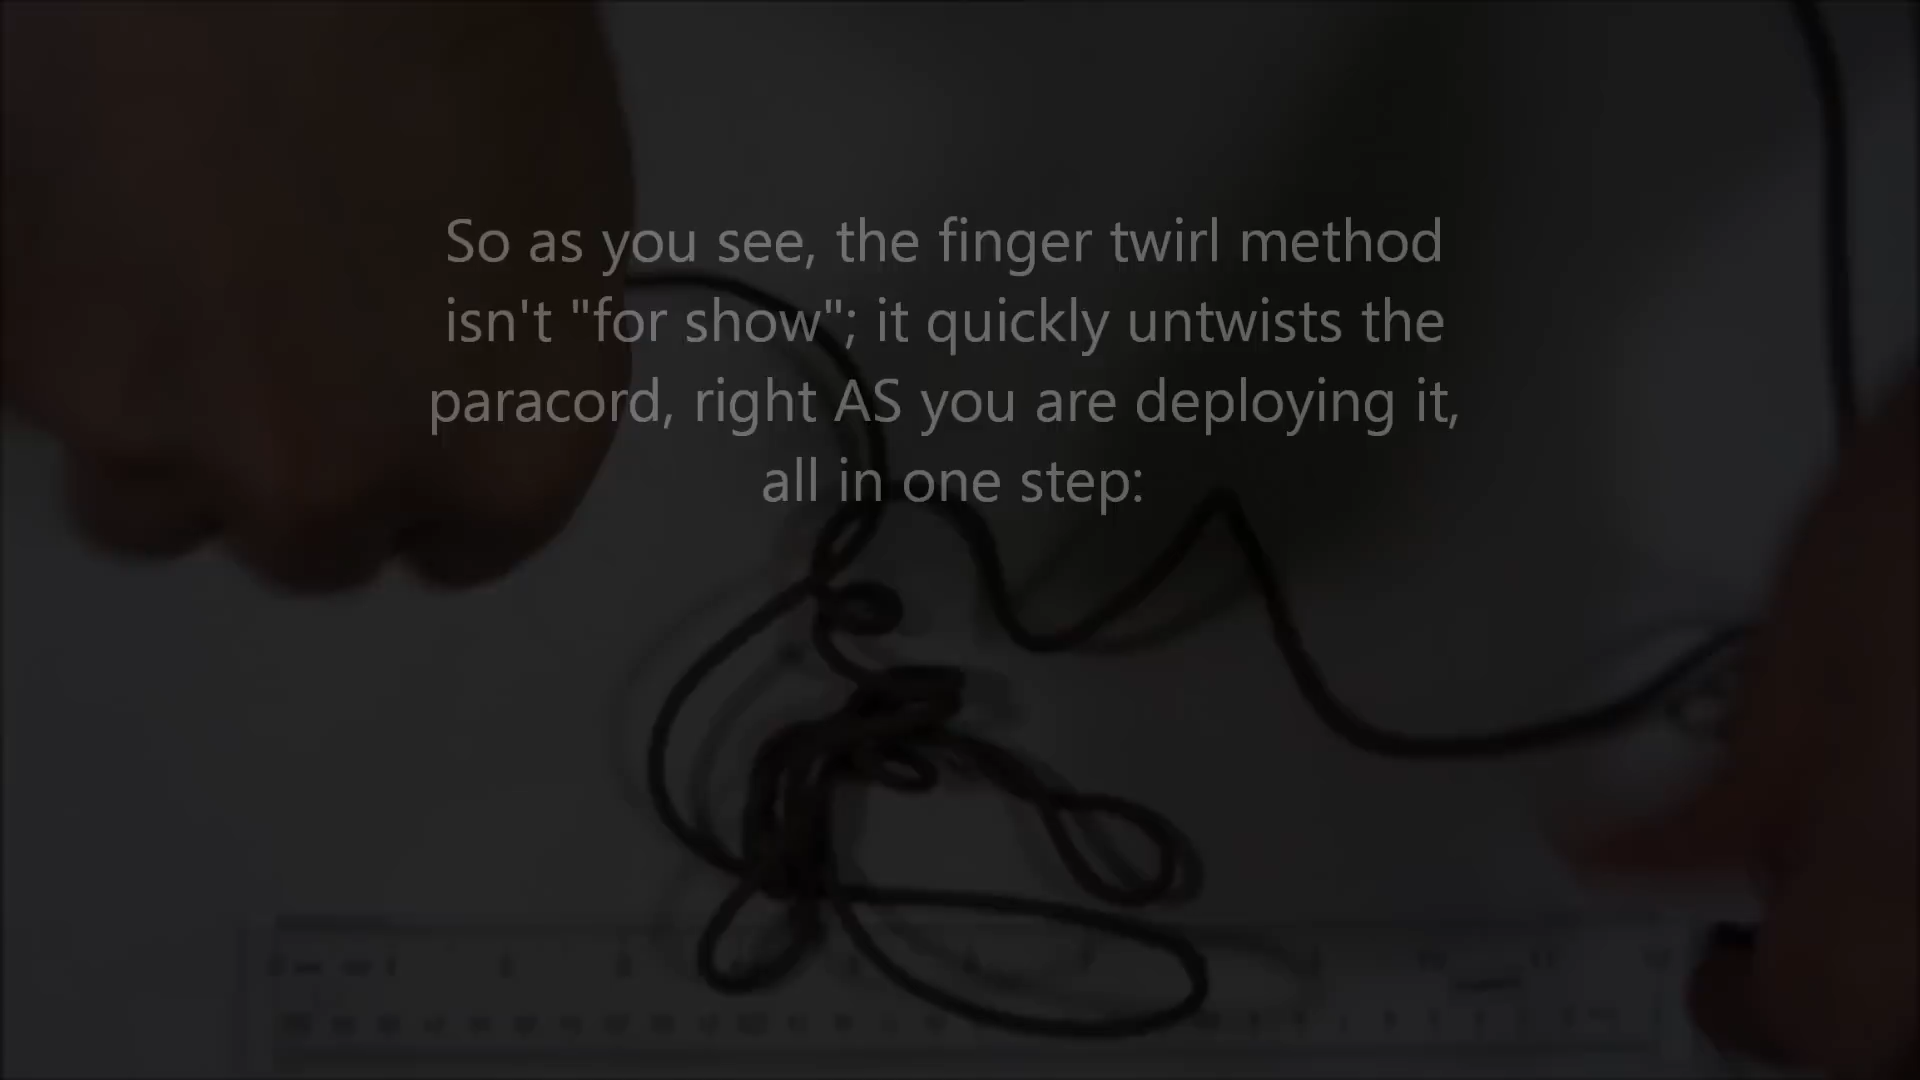 So as you see, the finger twirl method
isn't "for show"; it quickly untwists the
paracord, right AS you are deploying it,
all in one step: